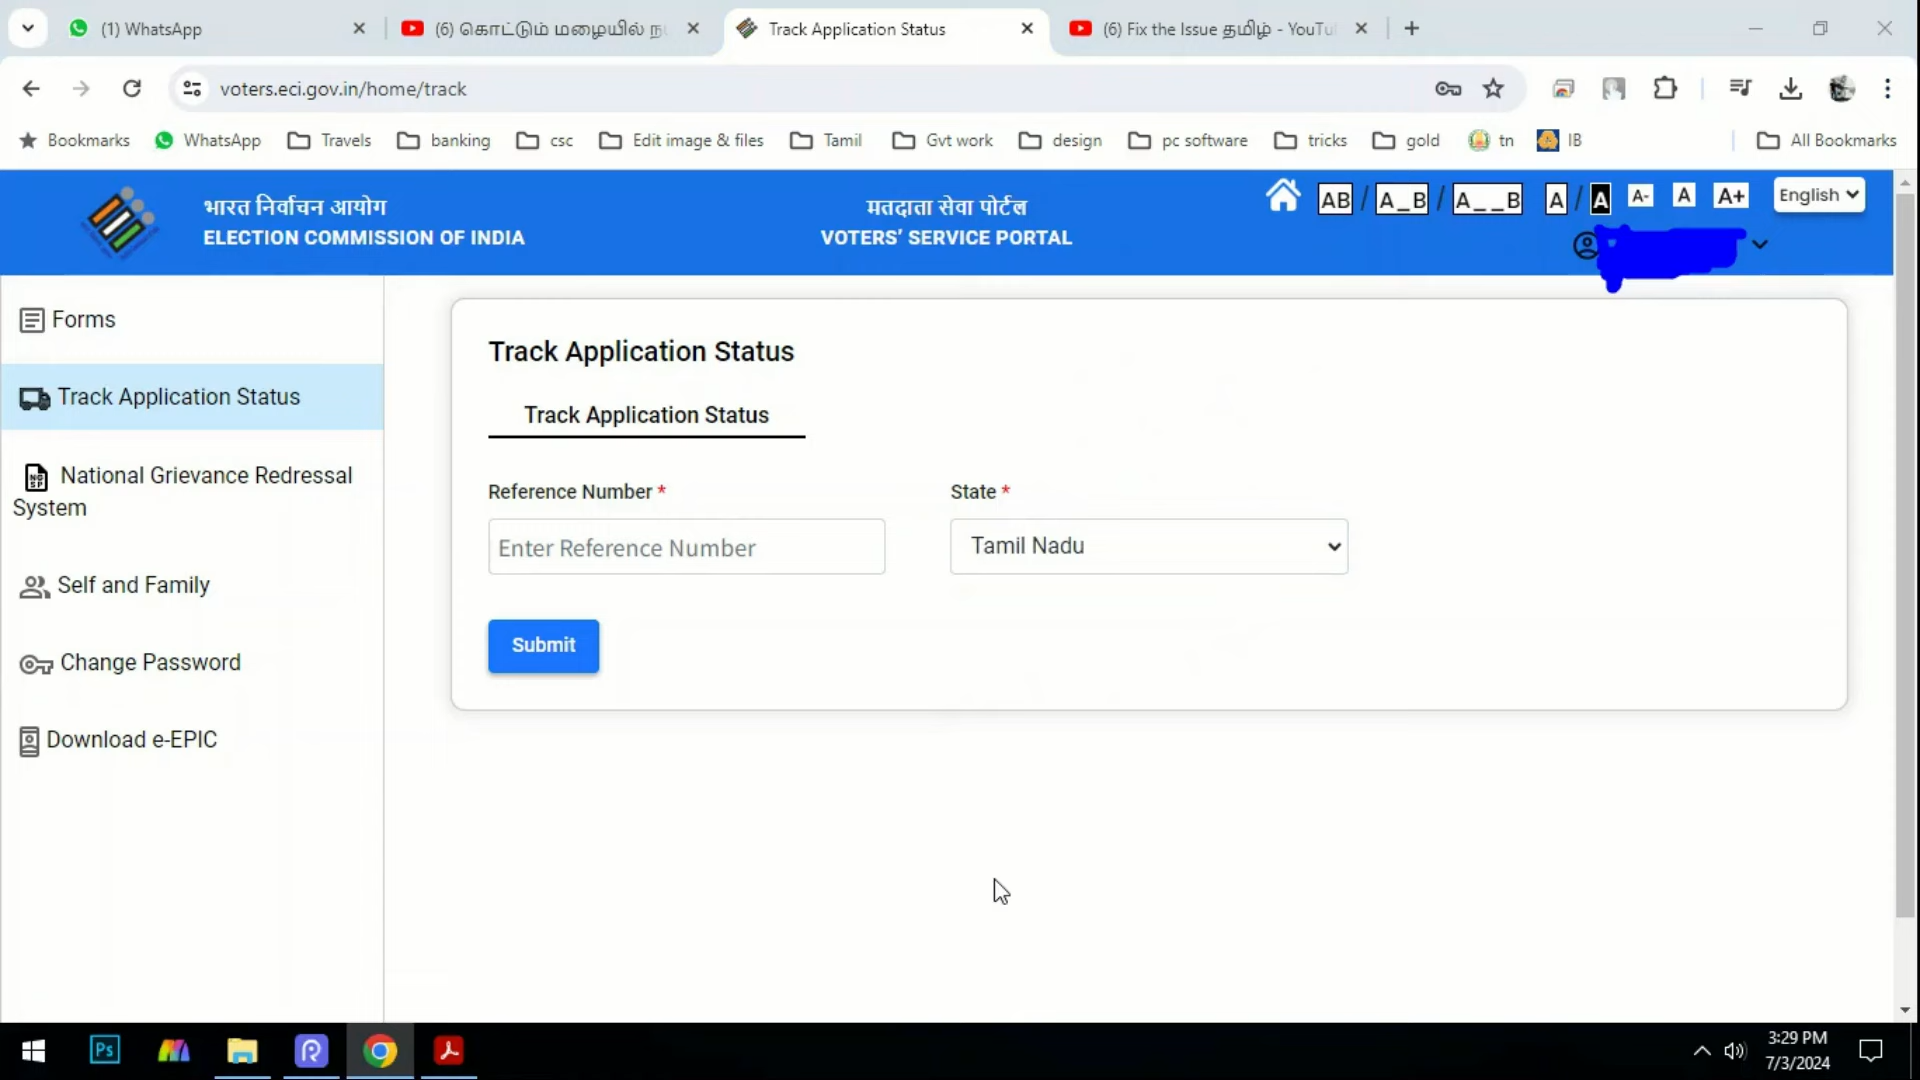 (1) WhatsApp
(6) கொட்டும் மழையில் ந
Track Application Status
(6) Fix the Issue தமிழ் - YouTu
voters.eci.gov.in/home/track
Bookmarks
WhatsApp
Travels
banking
csc
Edit image & files
Tamil
Gvt work
design
pc software
tricks
gold
tn
IB
All Bookmarks
भारत निर्वाचन आयोग
ELECTION COMMISSION OF INDIA
मतदाता सेवा पोर्टल
VOTERS’ SERVICE PORTAL
AB / A_B / A__B A / A A- A A+
English
Forms
Track Application Status
National Grievance Redressal
System
Self and Family
Change Password
Download e-EPIC
Track Application Status
Track Application Status
Reference Number *
State *
Enter Reference Number
Tamil Nadu
Submit
Ps
3:29 PM
7/3/2024